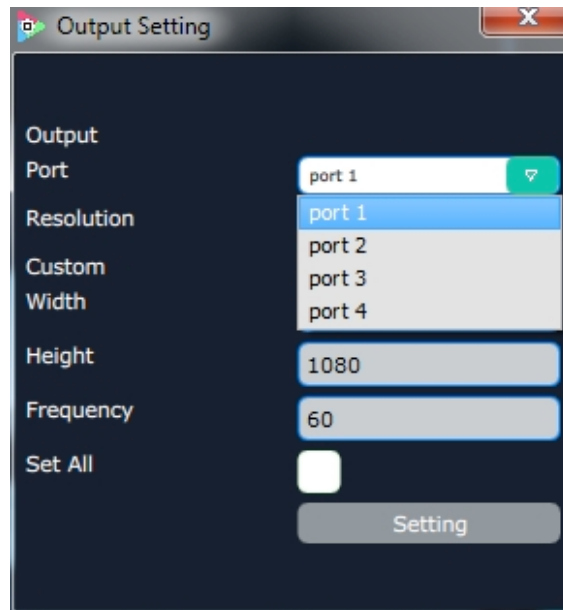 Output Setting
Output
Port
port 1
Resolution
port 1
port 2
Custom
port 3
Width
port 4
Height
1080
Frequency
60
Set All
Setting